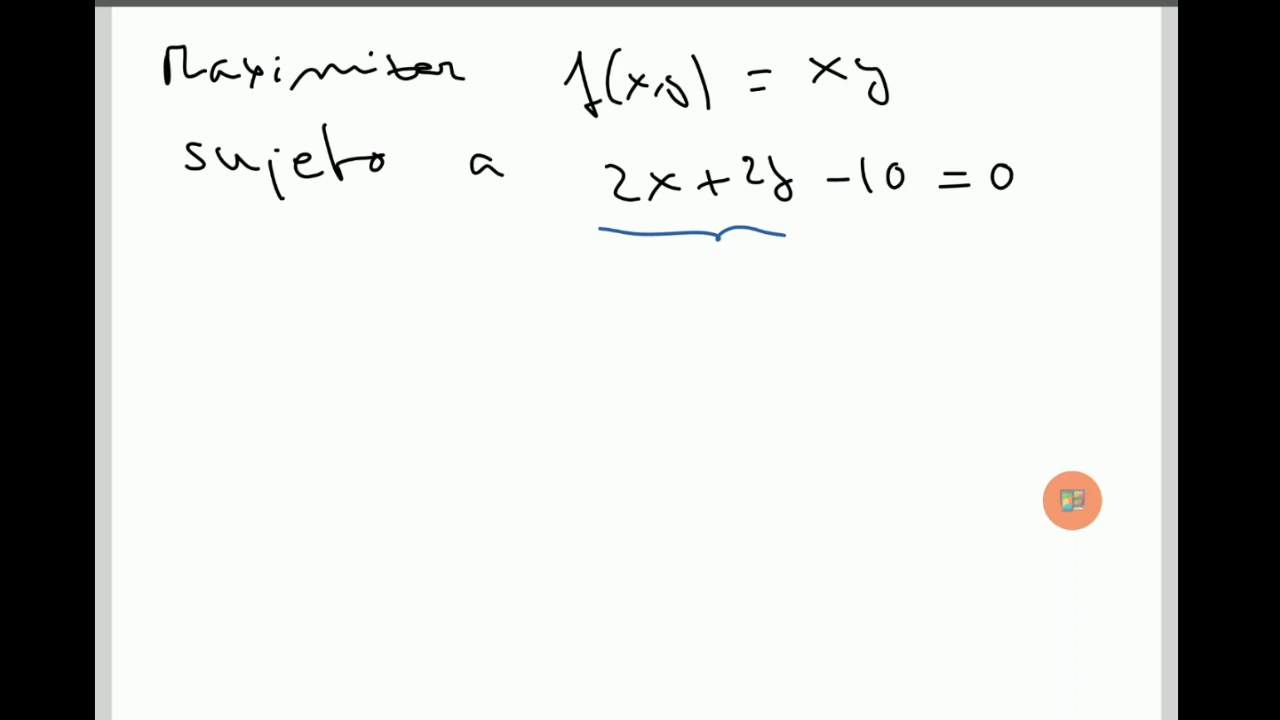 Maximizar f(x,y) = xy
sujeto a 2x + 2y - 10 = 0